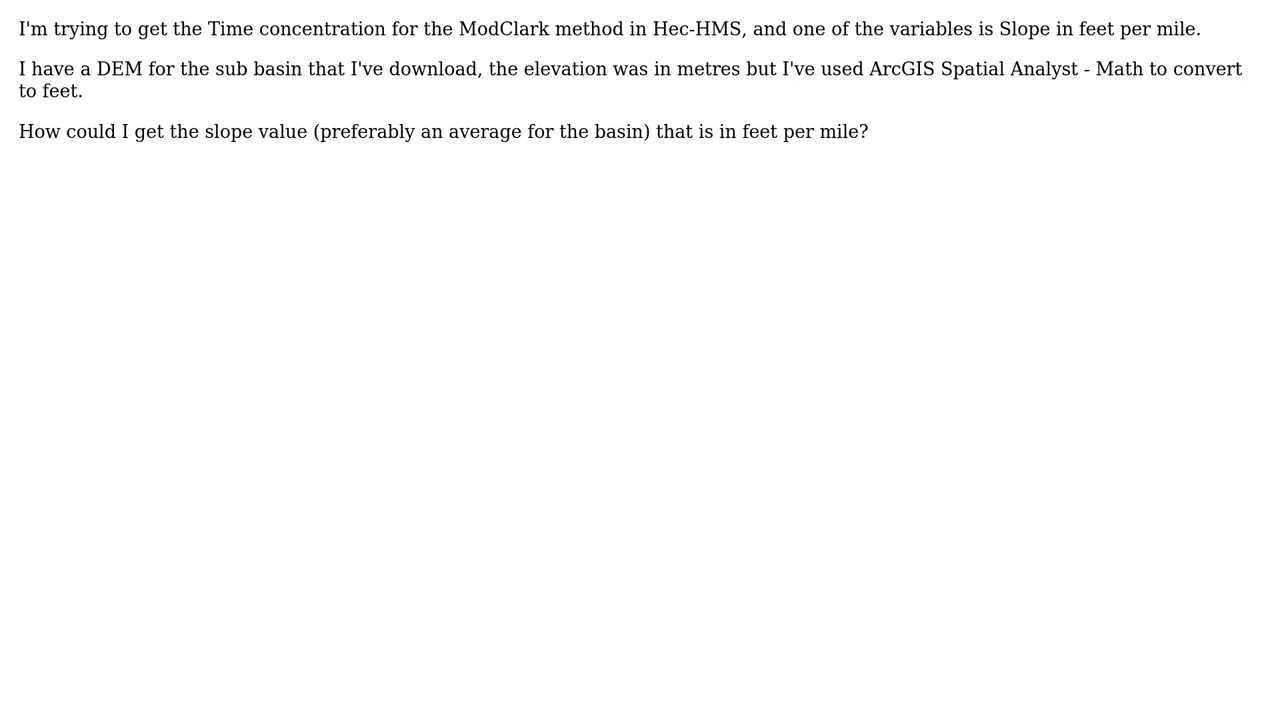 I'm trying to get the Time concentration for the ModClark method in Hec-HMS, and one of the variables is Slope in feet per mile.
I have a DEM for the sub basin that I've download, the elevation was in metres but I've used ArcGIS Spatial Analyst - Math to convert
to feet.
How could I get the slope value (preferably an average for the basin) that is in feet per mile?